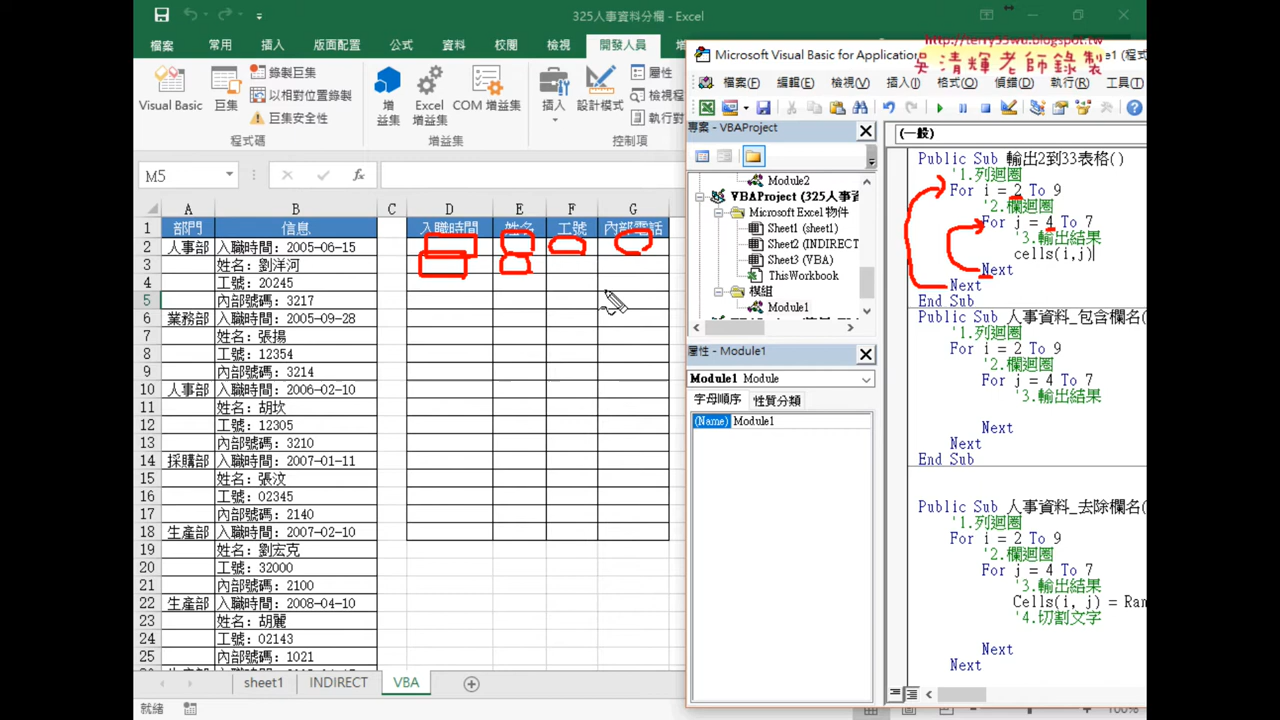 325人事資料分欄 - Excel
檔案 常用 插入 版面配置 公式 資料 校閱 檢視 開發人員
Visual Basic
巨集
錄製巨集
以相對位置錄製
巨集安全性
程式碼
增益集
Excel 增益集
COM 增益集
增益集
插入
設計模式
屬性
檢視程
執行對
控制項
M5
A B C D E F G
1 部門 信息 入職時間 姓名 工號 內部電話
2 人事部 入職時間: 2005-06-15
3 姓名: 劉洋河
4 工號: 20245
5 內部號碼: 3217
6 業務部 入職時間: 2005-09-28
7 姓名: 張揚
8 工號: 12354
9 內部號碼: 3214
10 人事部 入職時間: 2006-02-10
11 姓名: 胡坎
12 工號: 12305
13 內部號碼: 3210
14 採購部 入職時間: 2007-01-11
15 姓名: 張汶
16 工號: 02345
17 內部號碼: 2140
18 生產部 入職時間: 2007-02-10
19 姓名: 劉宏克
20 工號: 32000
21 內部號碼: 2100
22 生產部 入職時間: 2008-04-10
23 姓名: 胡麗
24 工號: 02143
25 內部號碼: 1021
sheet1 INDIRECT VBA
就緒
http://terry55wu.blogspot.tw
吳清輝老師錄製
Microsoft Visual Basic for Application
檔案(F) 編輯(E) 檢視(V) 插入(I) 格式(O) 偵錯(D) 執行(R) 工具(T)
專案 - VBAProject
Module2
VBAProject (325人事資
Microsoft Excel 物件
Sheet1 (sheet1)
Sheet2 (INDIRECT
Sheet3 (VBA)
ThisWorkbook
模組
Module1
屬性 - Module1
Module1 Module
字母順序 性質分類
(Name) Module1
(一般)
Public Sub 輸出2到33表格()
'1.列迴圈
For i = 2 To 9
'2.欄迴圈
For j = 4 To 7
'3.輸出結果
cells(i,j)
Next
Next
End Sub
Public Sub 人事資料_包含欄名(
'1.列迴圈
For i = 2 To 9
'2.欄迴圈
For j = 4 To 7
'3.輸出結果
Next
Next
End Sub
Public Sub 人事資料_去除欄名(
'1.列迴圈
For i = 2 To 9
'2.欄迴圈
For j = 4 To 7
'3.輸出結果
Cells(i, j) = Ran
'4.切割文字
Next
Next
100%